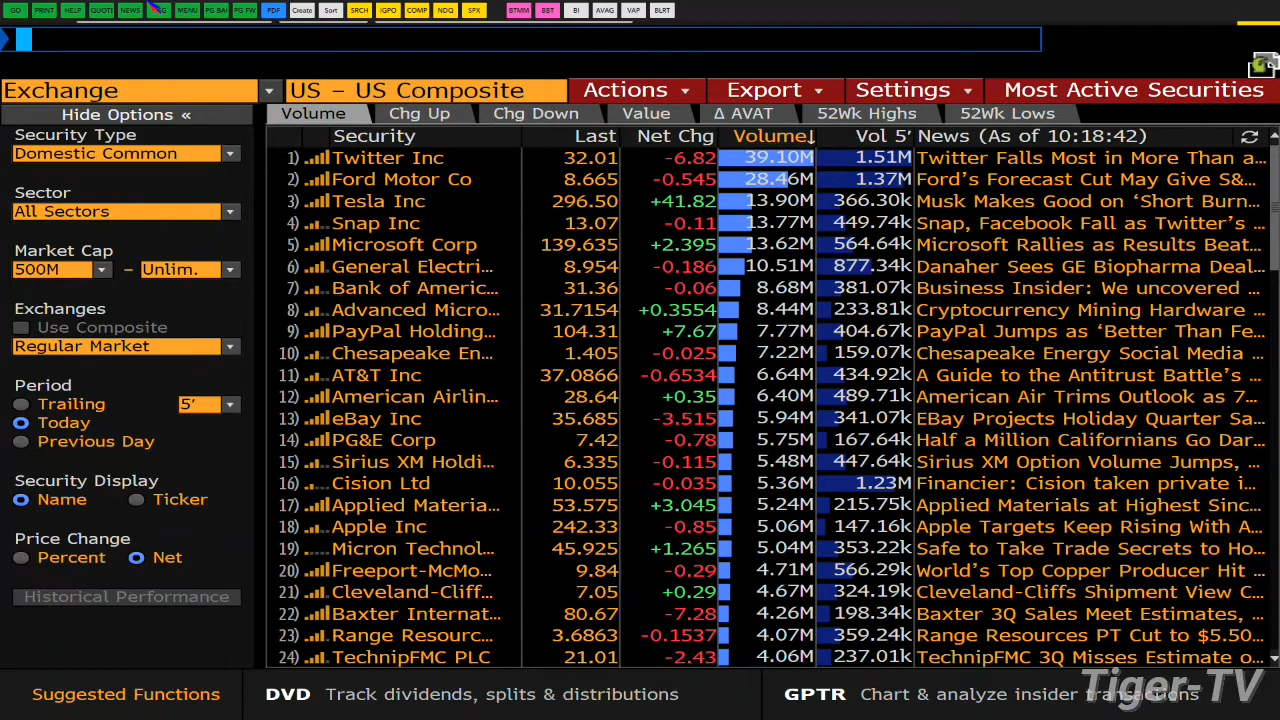 GO PRINT HELP QUOTE NEWS MENU PG BAC PG FW PDF Create Sort SRCH IGPO COMP NDQ SPX BTMM BBT BI AVAG VAP BLRT
Exchange US - US Composite Actions Export Settings Most Active Securities
Hide Options « Volume Chg Up Chg Down Value Δ AVAT 52Wk Highs 52Wk Lows
Security Type
Domestic Common
Sector
All Sectors
Market Cap
500M - Unlim.
Exchanges
Use Composite
Regular Market
Period
Trailing 5'
Today
Previous Day
Security Display
Name Ticker
Price Change
Percent Net
Historical Performance
Security Last Net Chg Volume↓ Vol 5' News (As of 10:18:42)
1) Twitter Inc 32.01 -6.82 39.10M 1.51M Twitter Falls Most in More Than a...
2) Ford Motor Co 8.665 -0.545 28.46M 1.37M Ford's Forecast Cut May Give S&...
3) Tesla Inc 296.50 +41.82 13.90M 366.30k Musk Makes Good on ‘Short Burn...
4) Snap Inc 13.07 -0.11 13.77M 449.74k Snap, Facebook Fall as Twitter's ...
5) Microsoft Corp 139.635 +2.395 13.62M 564.64k Microsoft Rallies as Results Beat...
6) General Electri... 8.954 -0.186 10.51M 877.34k Danaher Sees GE Biopharma Deal...
7) Bank of Americ... 31.36 -0.06 8.68M 381.07k Business Insider: We uncovered ...
8) Advanced Micro... 31.7154 +0.3554 8.44M 233.81k Cryptocurrency Mining Hardware ...
9) PayPal Holding... 104.31 +7.67 7.77M 404.67k PayPal Jumps as ‘Better Than Fe...
10) Chesapeake En... 1.405 -0.025 7.22M 159.07k Chesapeake Energy Social Media ...
11) AT&T Inc 37.0866 -0.6534 6.64M 434.92k A Guide to the Antitrust Battle's ...
12) American Airlin... 28.64 +0.35 6.40M 489.71k American Air Trims Outlook as 7...
13) eBay Inc 35.685 -3.515 5.94M 341.07k EBay Projects Holiday Quarter Sa...
14) PG&E Corp 7.42 -0.78 5.75M 167.64k Half a Million Californians Go Dar...
15) Sirius XM Holdi... 6.335 -0.115 5.48M 447.64k Sirius XM Option Volume Jumps, ...
16) Cision Ltd 10.055 -0.035 5.36M 1.23M Financier: Cision taken private i...
17) Applied Materia... 53.575 +3.045 5.24M 215.75k Applied Materials at Highest Sinc...
18) Apple Inc 242.33 -0.85 5.06M 147.16k Apple Targets Keep Rising With A...
19) Micron Technol... 45.925 +1.265 5.04M 353.22k Safe to Take Trade Secrets to Ho...
20) Freeport-McMo... 9.84 -0.29 4.71M 566.29k World's Top Copper Producer Hit ...
21) Cleveland-Cliff... 7.05 +0.29 4.67M 324.19k Cleveland-Cliffs Shipment View C...
22) Baxter Internat... 80.67 -7.28 4.26M 198.34k Baxter 3Q Sales Meet Estimates, ...
23) Range Resourc... 3.6863 -0.1537 4.07M 359.24k Range Resources PT Cut to $5.50...
24) TechnipFMC PLC 21.01 -2.43 4.06M 237.01k TechnipFMC 3Q Misses Estimate o...
Suggested Functions DVD Track dividends, splits & distributions GPTR Chart & analyze insider transactions
Tiger-TV